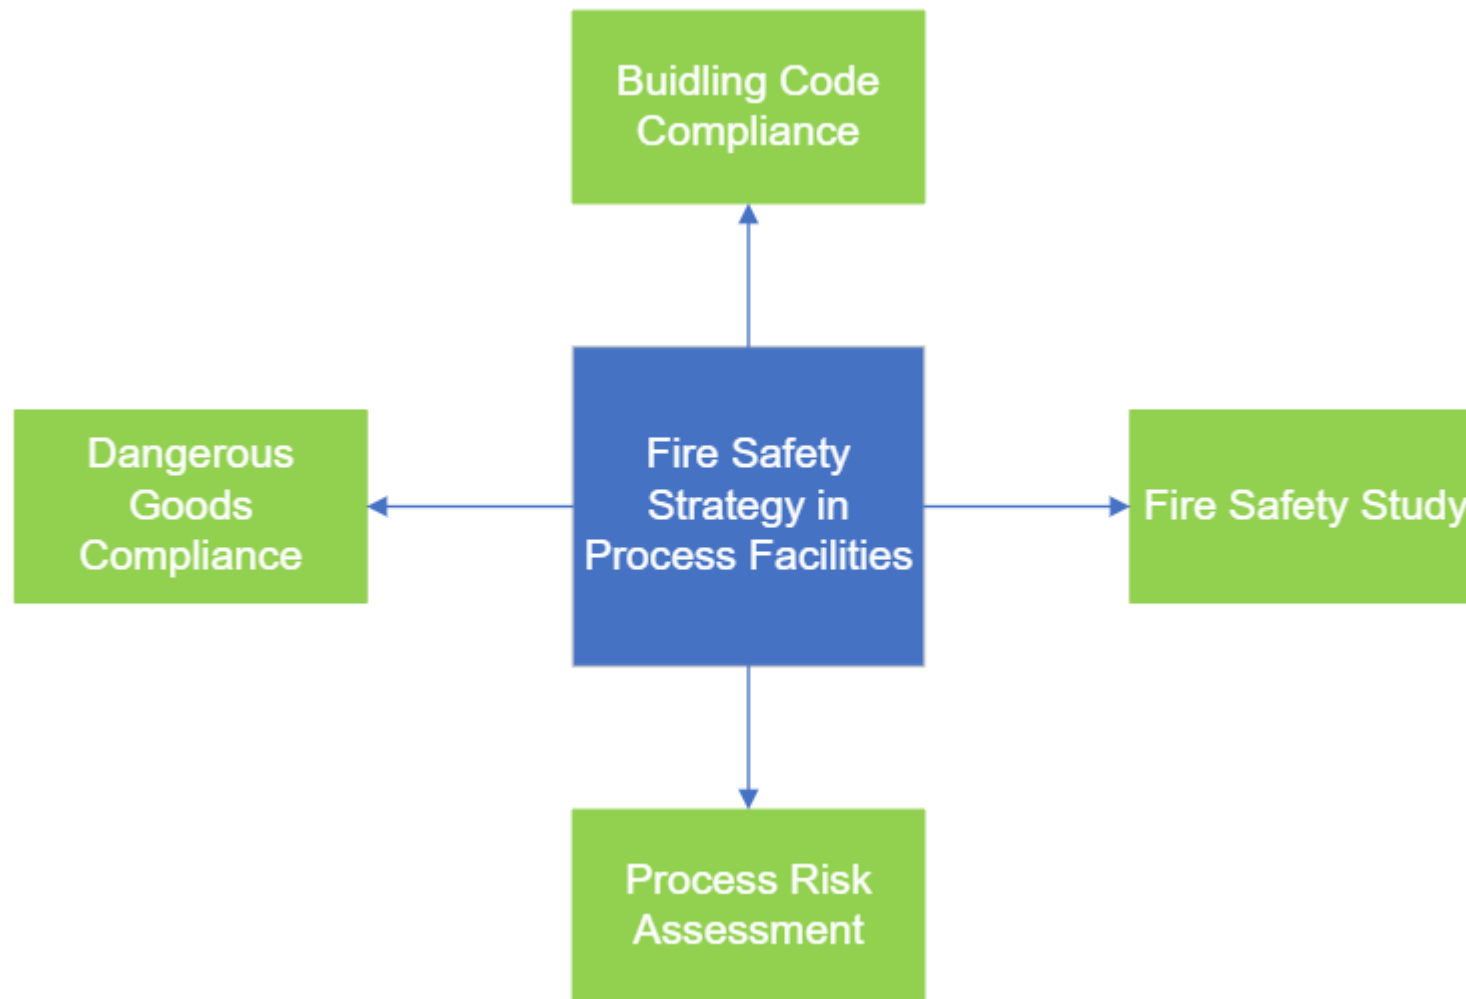 Buidling Code
Compliance
Dangerous
Goods
Compliance
Fire Safety
Strategy in
Process Facilities
Fire Safety Study
Process Risk
Assessment